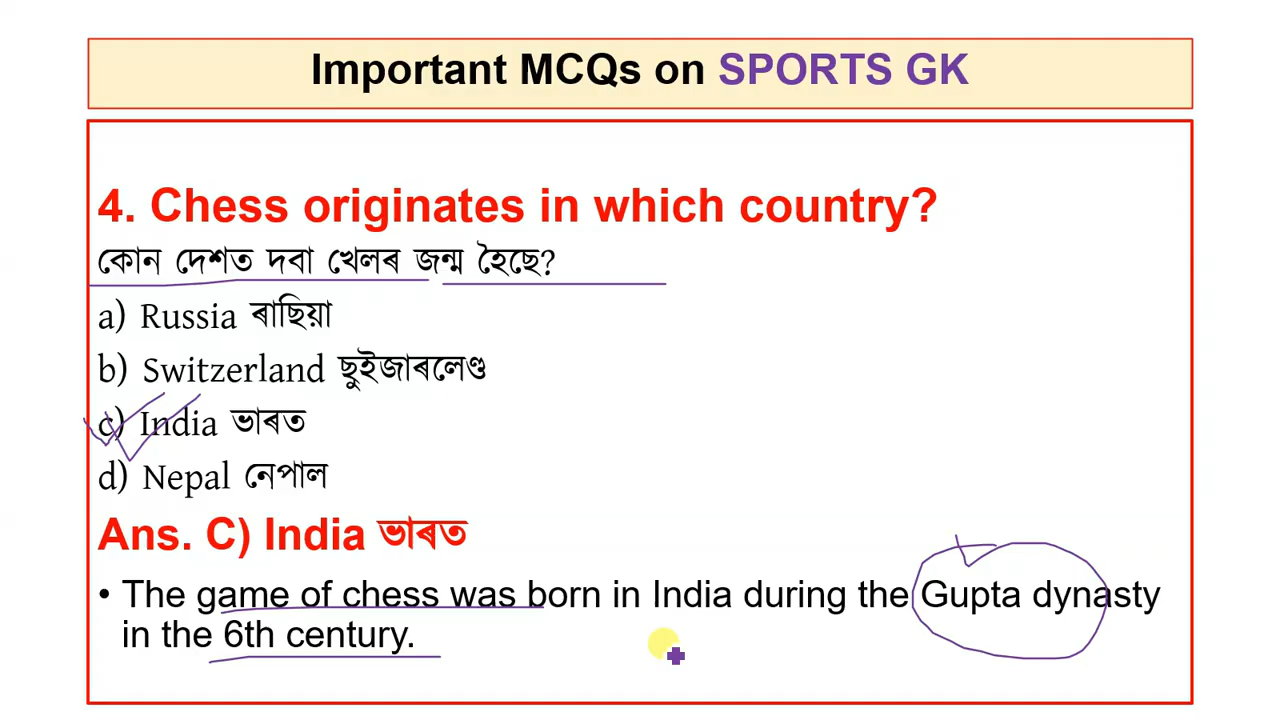 Important MCQs on SPORTS GK
4. Chess originates in which country?
কোন দেশত দবা খেলৰ জন্ম হৈছে?
a) Russia ৰাছিয়া
b) Switzerland ছুইজাৰলেণ্ড
c) India ভাৰত
d) Nepal নেপাল
Ans. C) India ভাৰত
• The game of chess was born in India during the Gupta dynasty
in the 6th century.